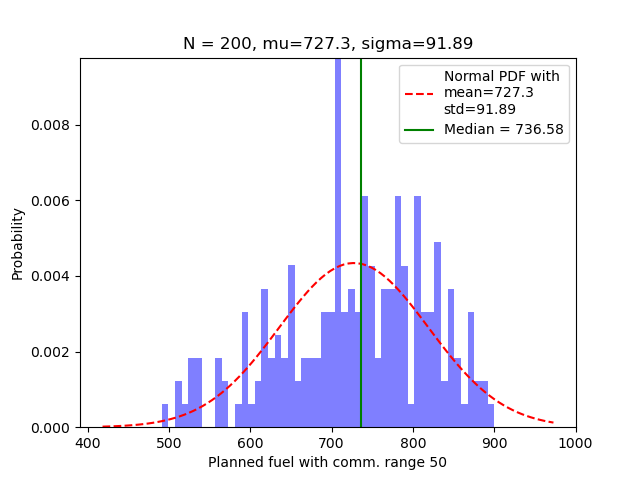 N = 200, mu=727.3, sigma=91.89
Normal PDF with
mean=727.3
std=91.89
Median = 736.58
Probability
0.008
0.006
0.004
0.002
0.000
400 500 600 700 800 900 1000
Planned fuel with comm. range 50